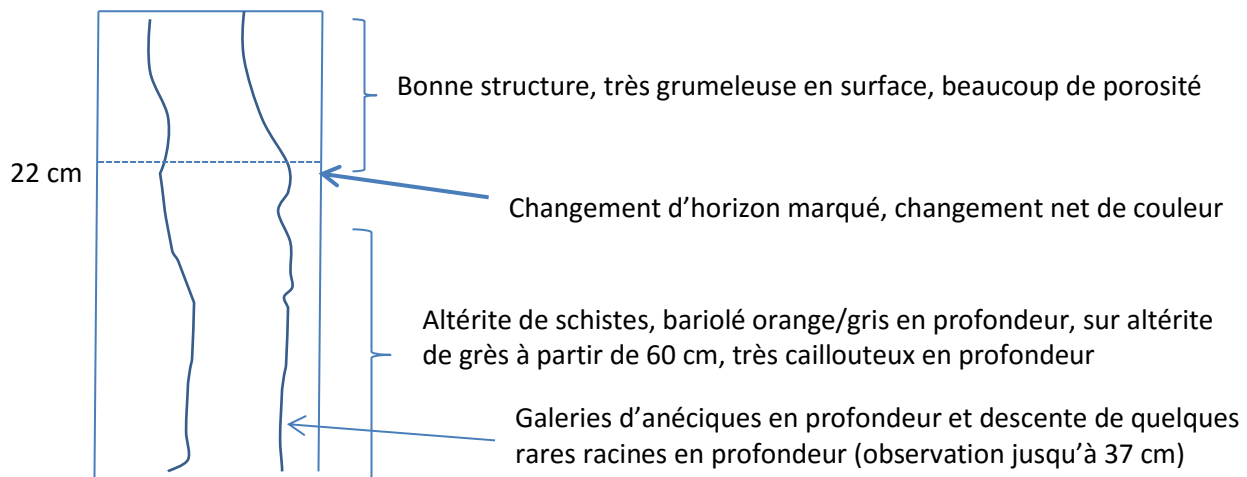 Bonne structure, très grumeleuse en surface, beaucoup de porosité
22 cm
Changement d’horizon marqué, changement net de couleur
Altérite de schistes, bariolé orange/gris en profondeur, sur altérite
de grès à partir de 60 cm, très caillouteux en profondeur
Galeries d’anéciques en profondeur et descente de quelques
rares racines en profondeur (observation jusqu’à 37 cm)